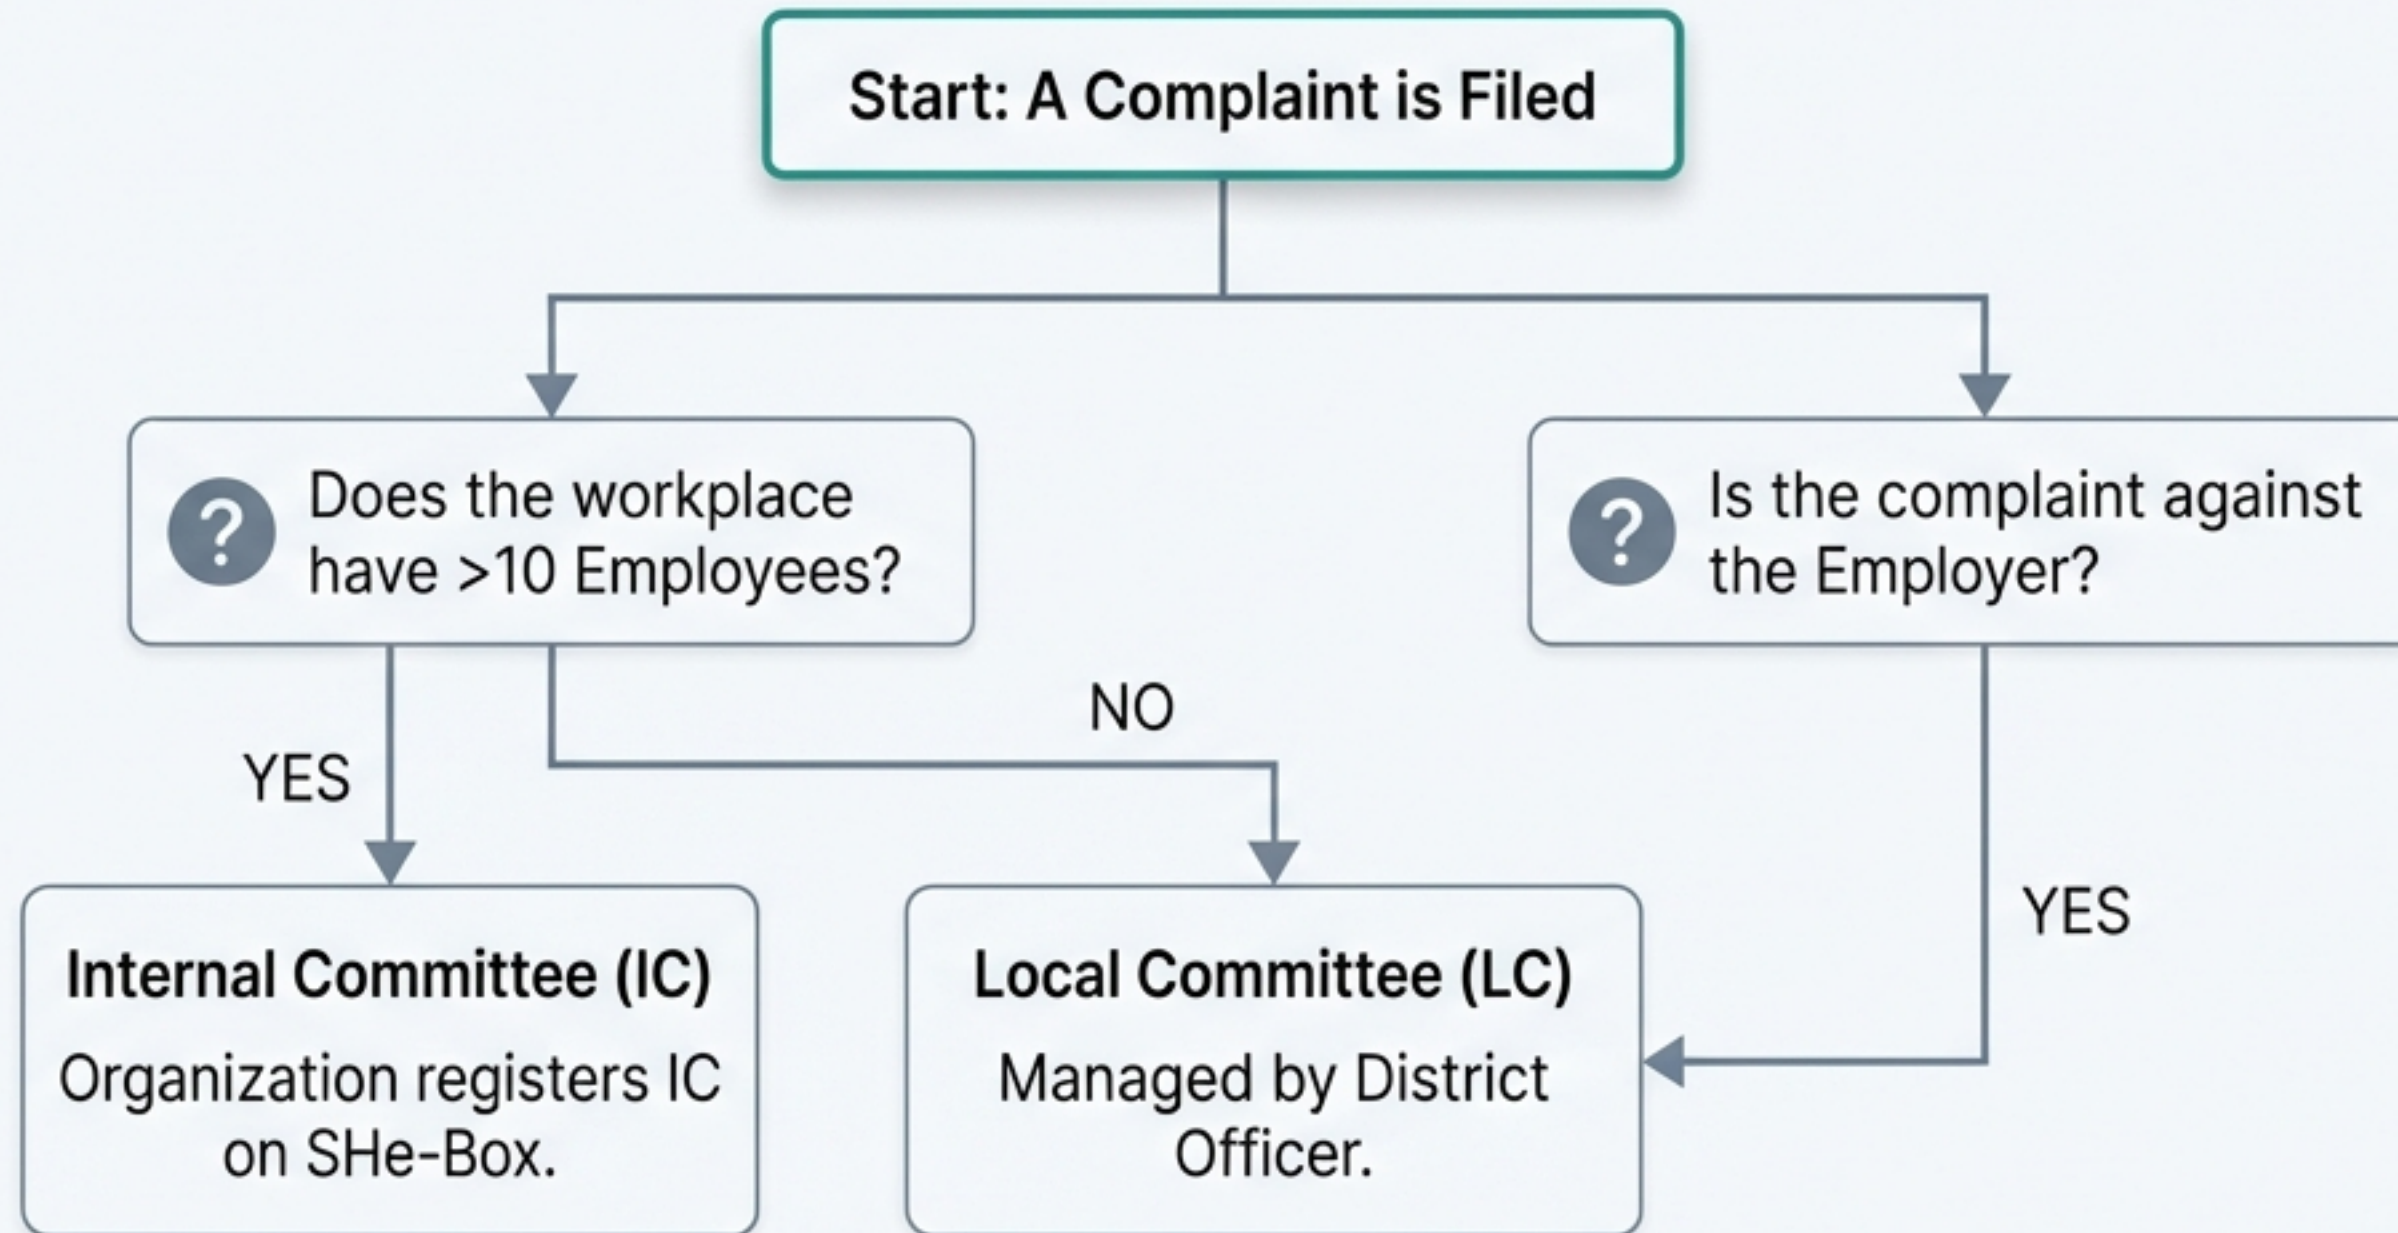 Start: A Complaint is Filed
? Does the workplace
have >10 Employees?
? Is the complaint against
the Employer?
NO
YES
YES
Internal Committee (IC)
Organization registers IC
on SHe-Box.
Local Committee (LC)
Managed by District
Officer.